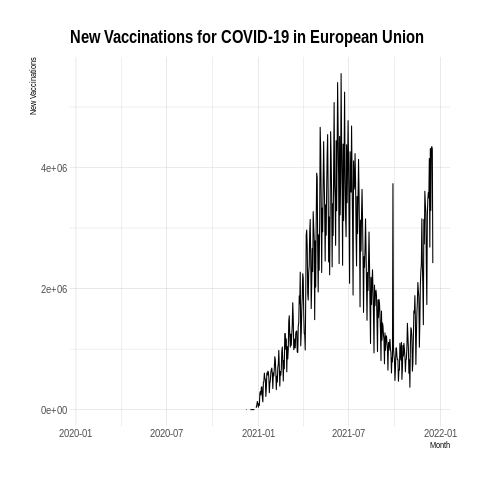 New Vaccinations for COVID-19 in European Union
New Vaccinations
4e+06
2e+06
0e+00
2020-01 2020-07 2021-01 2021-07 2022-01
Month